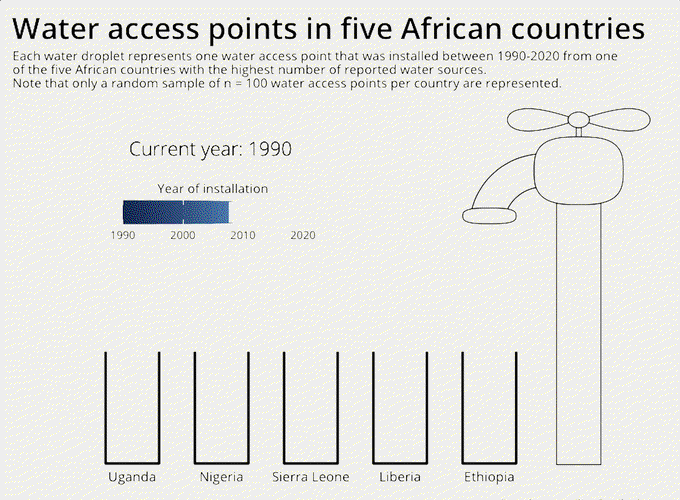 Water access points in five African countries
Each water droplet represents one water access point that was installed between 1990-2020 from one
of the five African countries with the highest number of reported water sources.
Note that only a random sample of n = 100 water access points per country are represented.
Current year: 1990
Year of installation
1990 2000 2010 2020
Uganda Nigeria Sierra Leone Liberia Ethiopia